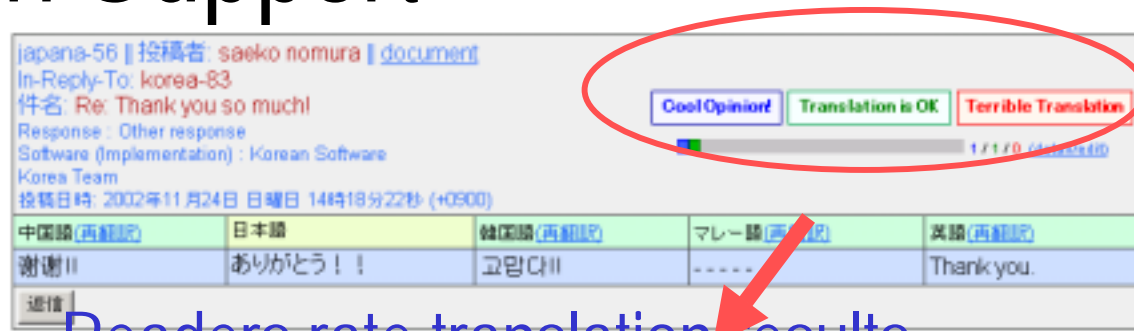 n Support
japana-56 || 投稿者: saeko nomura || document
In-Reply-To: korea-83
件名: Re: Thank you so much!
Cool Opinion! Translation is OK Terrible Translation
Response : Other response
Software (Implementation) : Korean Software
1 / 1 / 0
Korea Team
投稿日時: 2002年11月24日 日曜日 14時18分22秒 (+0900)
中国語(再翻訳) 日本語 韓国語(再翻訳) マレー語 英語(再翻訳)
谢谢!! ありがとう!! 고맙다!! - - - - - Thank you.
返信
Readers rate translation results